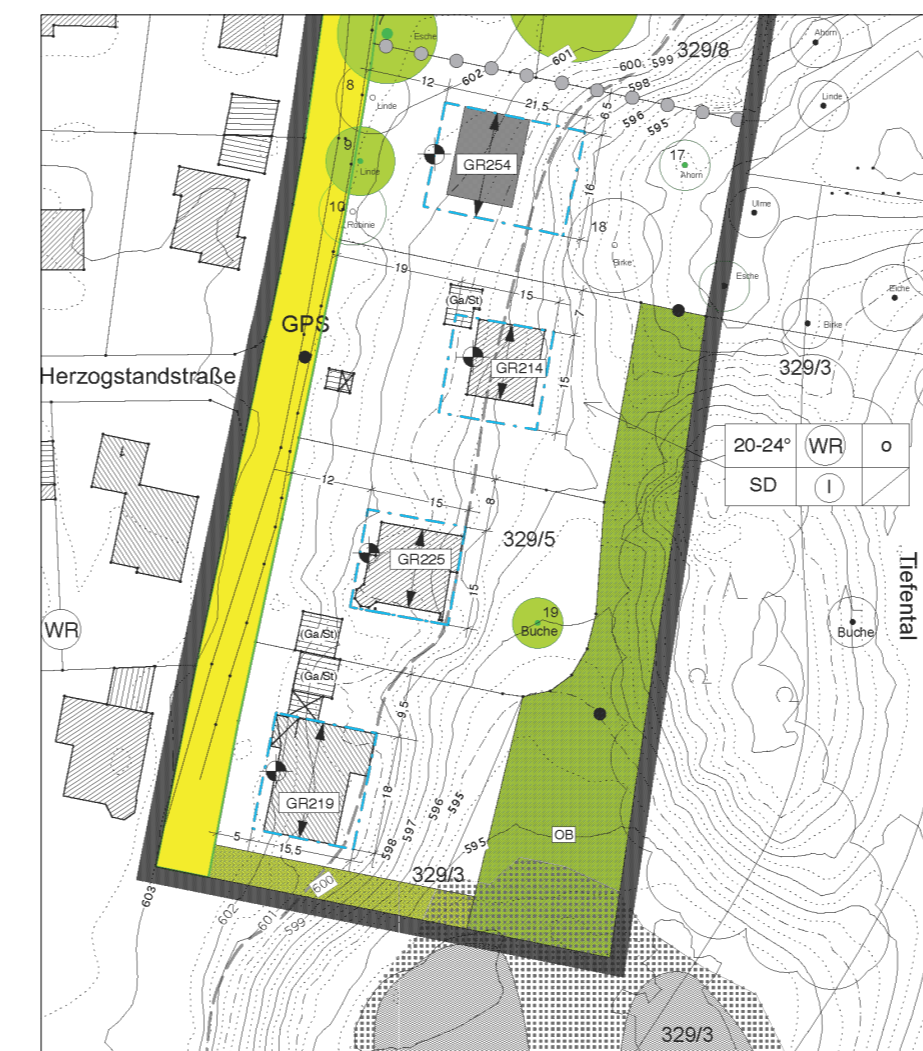 7
Esche
Ahorn
601
600
599
329/8
12
602
598
8
Linde
21,5
6,5
596
595
Linde
9
Linde
GR254
17
Ahorn
16
10
Robinie
18
Ulme
Birke
19
15
Esche
Eiche
(Ga/St)
7
GPS
Birke
GR214
329/3
Herzogstandstraße
15
20-24° WR o
SD I
12
15
8
329/5
GR225
Tiefental
15
19
Buche
Buche
WR
(Ga/St)
(Ga/St)
9,5
18
GR219
596
595
597
598
595
OB
5
15,5
329/3
600
603
602
601
599
329/3